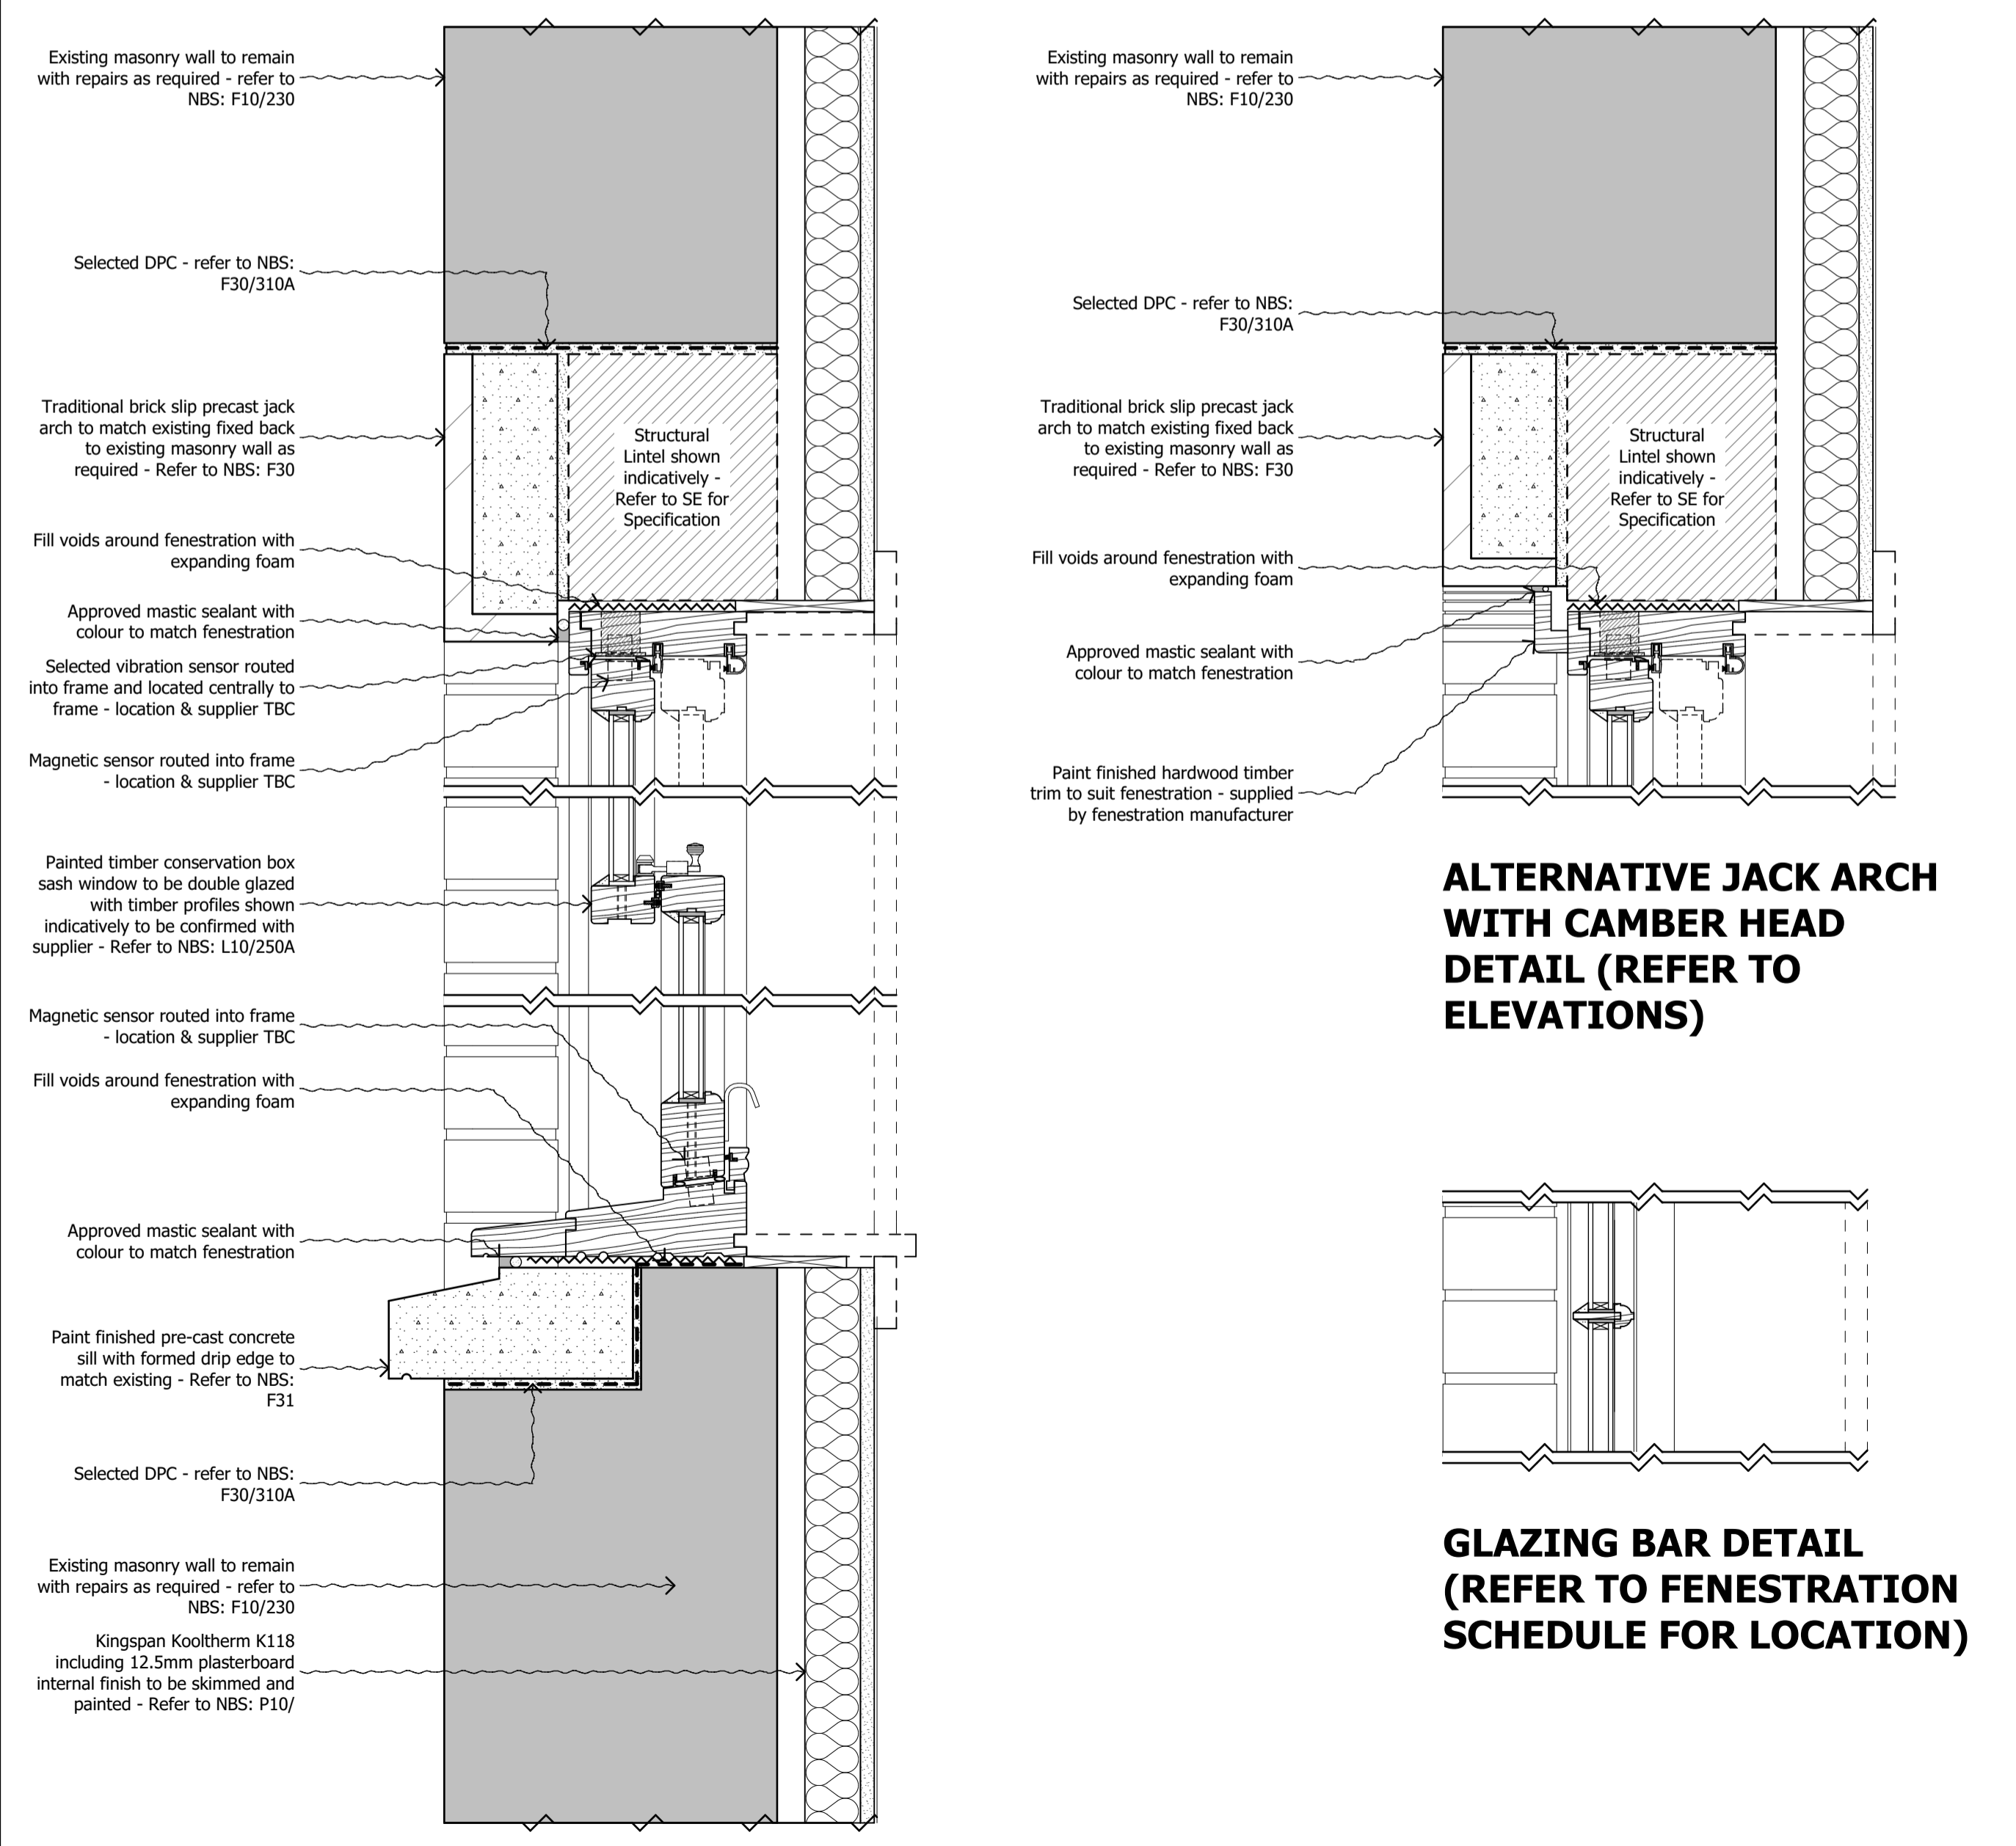 Existing masonry wall to remain
with repairs as required - refer to
NBS: F10/230
Selected DPC - refer to NBS:
F30/310A
Traditional brick slip precast jack
arch to match existing fixed back
to existing masonry wall as
required - Refer to NBS: F30
Structural
Lintel shown
indicatively -
Refer to SE for
Specification
Fill voids around fenestration with
expanding foam
Approved mastic sealant with
colour to match fenestration
Selected vibration sensor routed
into frame and located centrally to
frame - location & supplier TBC
Magnetic sensor routed into frame
- location & supplier TBC
Painted timber conservation box
sash window to be double glazed
with timber profiles shown
indicatively to be confirmed with
supplier - Refer to NBS: L10/250A
Magnetic sensor routed into frame
- location & supplier TBC
Fill voids around fenestration with
expanding foam
Approved mastic sealant with
colour to match fenestration
Paint finished pre-cast concrete
sill with formed drip edge to
match existing - Refer to NBS:
F31
Selected DPC - refer to NBS:
F30/310A
Existing masonry wall to remain
with repairs as required - refer to
NBS: F10/230
Kingspan Kooltherm K118
including 12.5mm plasterboard
internal finish to be skimmed and
painted - Refer to NBS: P10/
Existing masonry wall to remain
with repairs as required - refer to
NBS: F10/230
Selected DPC - refer to NBS:
F30/310A
Traditional brick slip precast jack
arch to match existing fixed back
to existing masonry wall as
required - Refer to NBS: F30
Structural
Lintel shown
indicatively -
Refer to SE for
Specification
Fill voids around fenestration with
expanding foam
Approved mastic sealant with
colour to match fenestration
Paint finished hardwood timber
trim to suit fenestration - supplied
by fenestration manufacturer
ALTERNATIVE JACK ARCH
WITH CAMBER HEAD
DETAIL (REFER TO
ELEVATIONS)
GLAZING BAR DETAIL
(REFER TO FENESTRATION
SCHEDULE FOR LOCATION)